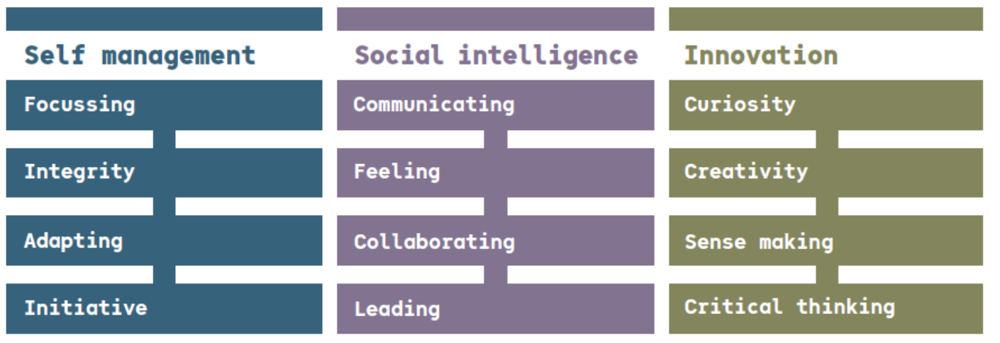 Self management
Focussing
Integrity
Adapting
Initiative
Social intelligence
Communicating
Feeling
Collaborating
Leading
Innovation
Curiosity
Creativity
Sense making
Critical thinking